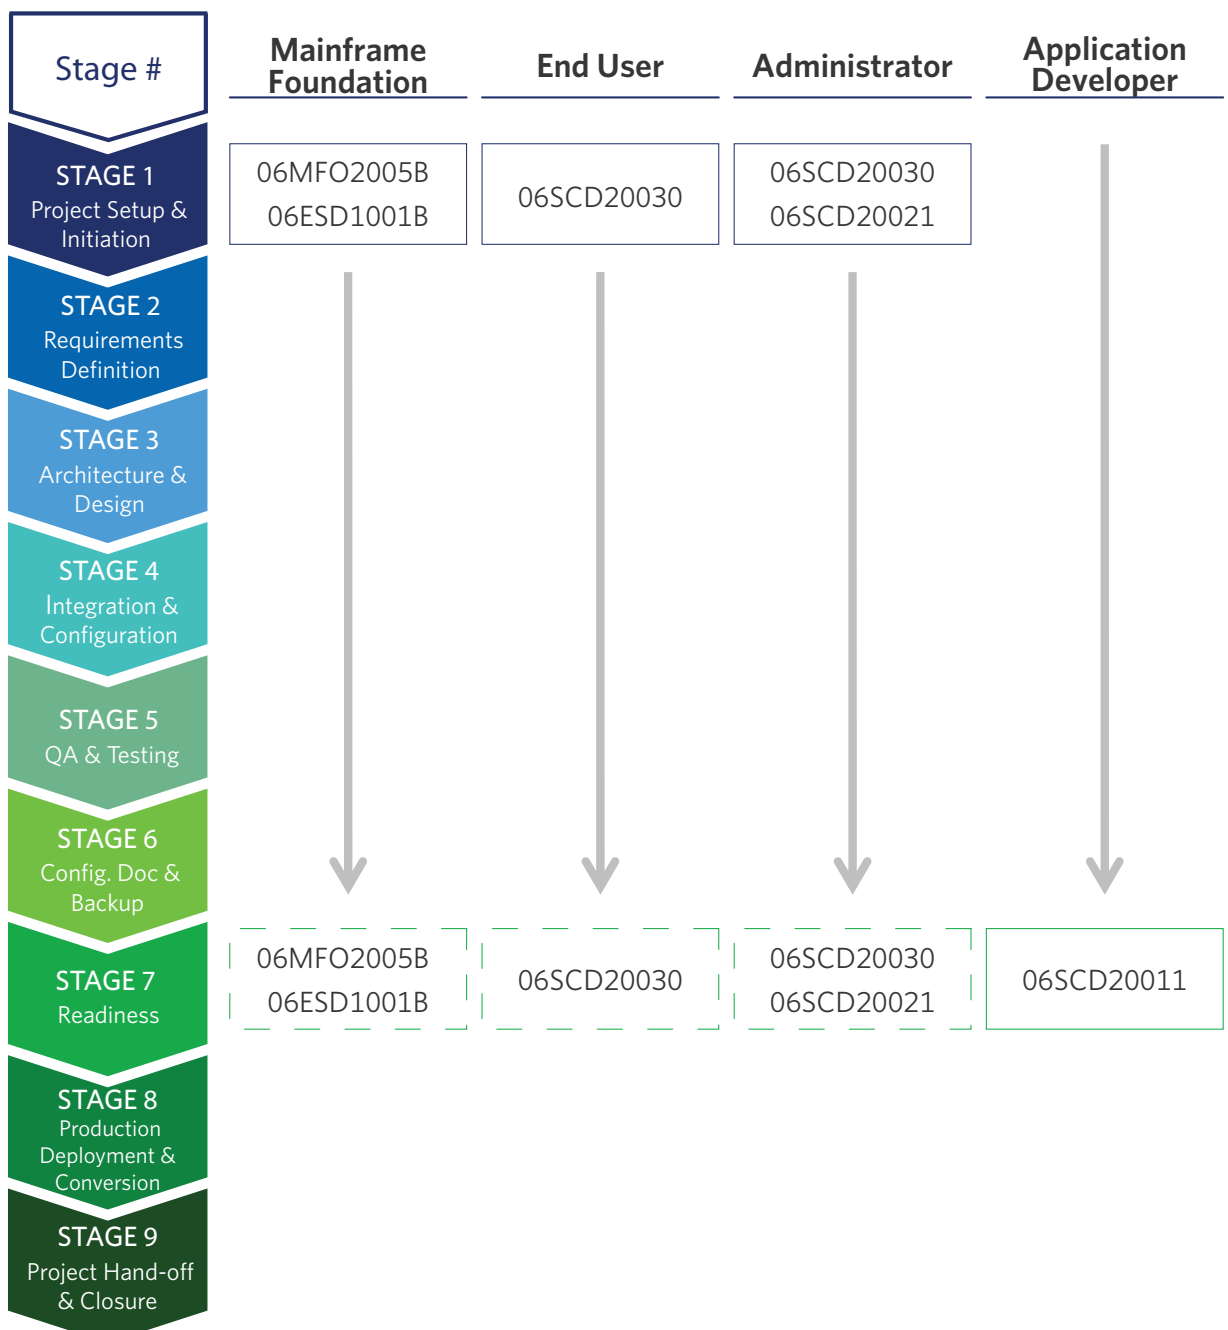 Stage #
Mainframe
Foundation
End User
Administrator
Application
Developer
STAGE 1
Project Setup &
Initiation
06MFO2005B
06ESD1001B
06SCD20030
06SCD20030
06SCD20021
STAGE 2
Requirements
Definition
STAGE 3
Architecture &
Design
STAGE 4
Integration &
Configuration
STAGE 5
QA & Testing
STAGE 6
Config. Doc &
Backup
STAGE 7
Readiness
06MFO2005B
06ESD1001B
06SCD20030
06SCD20030
06SCD20021
06SCD20011
STAGE 8
Production
Deployment &
Conversion
STAGE 9
Project Hand-off
& Closure